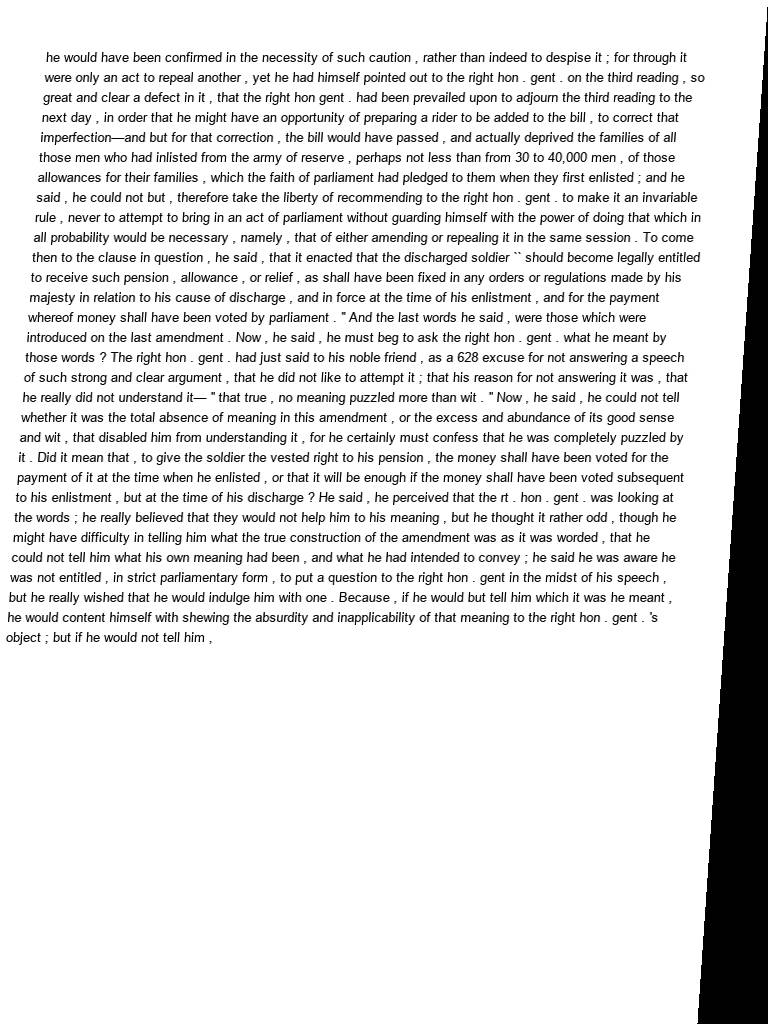 he would have been confirmed in the necessity of such caution , rather than indeed to despise it ; for through it
were only an act to repeal another , yet he had himself pointed out to the right hon . gent . on the third reading , so
great and clear a defect in it , that the right hon gent . had been prevailed upon to adjourn the third reading to the
next day , in order that he might have an opportunity of preparing a rider to be added to the bill , to correct that
imperfection—and but for that correction , the bill would have passed , and actually deprived the families of all
those men who had inlisted from the army of reserve , perhaps not less than from 30 to 40,000 men , of those
allowances for their families , which the faith of parliament had pledged to them when they first enlisted ; and he
said , he could not but , therefore take the liberty of recommending to the right hon . gent . to make it an invariable
rule , never to attempt to bring in an act of parliament without guarding himself with the power of doing that which in
all probability would be necessary , namely , that of either amending or repealing it in the same session . To come
then to the clause in question , he said , that it enacted that the discharged soldier `` should become legally entitled
to receive such pension , allowance , or relief , as shall have been fixed in any orders or regulations made by his
majesty in relation to his cause of discharge , and in force at the time of his enlistment , and for the payment
whereof money shall have been voted by parliament . " And the last words he said , were those which were
introduced on the last amendment . Now , he said , he must beg to ask the right hon . gent . what he meant by
those words ? The right hon . gent . had just said to his noble friend , as a 628 excuse for not answering a speech
of such strong and clear argument , that he did not like to attempt it ; that his reason for not answering it was , that
he really did not understand it— " that true , no meaning puzzled more than wit . " Now , he said , he could not tell
whether it was the total absence of meaning in this amendment , or the excess and abundance of its good sense
and wit , that disabled him from understanding it , for he certainly must confess that he was completely puzzled by
it . Did it mean that , to give the soldier the vested right to his pension , the money shall have been voted for the
payment of it at the time when he enlisted , or that it will be enough if the money shall have been voted subsequent
to his enlistment , but at the time of his discharge ? He said , he perceived that the rt . hon . gent . was looking at
the words ; he really believed that they would not help him to his meaning , but he thought it rather odd , though he
might have difficulty in telling him what the true construction of the amendment was as it was worded , that he
could not tell him what his own meaning had been , and what he had intended to convey ; he said he was aware he
was not entitled , in strict parliamentary form , to put a question to the right hon . gent in the midst of his speech ,
but he really wished that he would indulge him with one . Because , if he would but tell him which it was he meant ,
he would content himself with shewing the absurdity and inapplicability of that meaning to the right hon . gent . 's
object ; but if he would not tell him ,